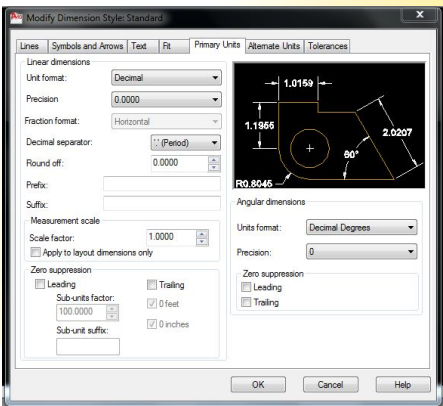 Modify Dimension Style: Standard
Lines Symbols and Arrows Text Fit Primary Units Alternate Units Tolerances
Linear dimensions
Unit format: Decimal
Precision 0.0000
Fraction format: Horizontal
Decimal separator: '.' (Period)
Round off: 0.0000
Prefix:
Suffix:
Measurement scale
Scale factor: 1.0000
Apply to layout dimensions only
Zero suppression
Leading
Trailing
Sub-units factor:
100.0000
0 feet
Sub-unit suffix:
0 inches
1.0159
1.1955
2.0207
60°
R0.8045
Angular dimensions
Units format: Decimal Degrees
Precision: 0
Zero suppression
Leading
Trailing
OK Cancel Help